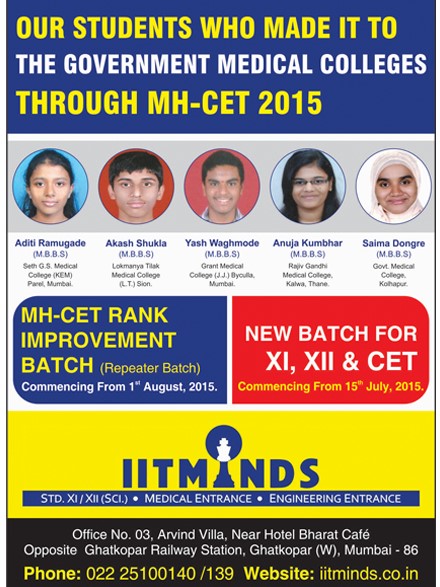 OUR STUDENTS WHO MADE IT TO
THE GOVERNMENT MEDICAL COLLEGES
THROUGH MH-CET 2015
Aditi Ramugade
(M.B.B.S)
Seth G.S. Medical
College (KEM)
Parel, Mumbai.
Akash Shukla
(M.B.B.S)
Lokmanya Tilak
Medical College
(L.T.) Sion.
Yash Waghmode
(M.B.B.S)
Grant Medical
College (J.J.) Byculla,
Mumbai.
Anuja Kumbhar
(M.B.B.S)
Rajiv Gandhi
Medical College,
Kalwa, Thane.
Saima Dongre
(M.B.B.S)
Govt. Medical
College,
Kolhapur.
MH-CET RANK
IMPROVEMENT
BATCH (Repeater Batch)
Commencing From 1st August, 2015.
NEW BATCH FOR
XI, XII & CET
Commencing From 15th July, 2015.
IITMINDS
STD. XI / XII (SCI.) • MEDICAL ENTRANCE • ENGINEERING ENTRANCE
Office No. 03, Arvind Villa, Near Hotel Bharat Café
Opposite Ghatkopar Railway Station, Ghatkopar (W), Mumbai - 86
Phone: 022 25100140 /139 Website: iitminds.co.in